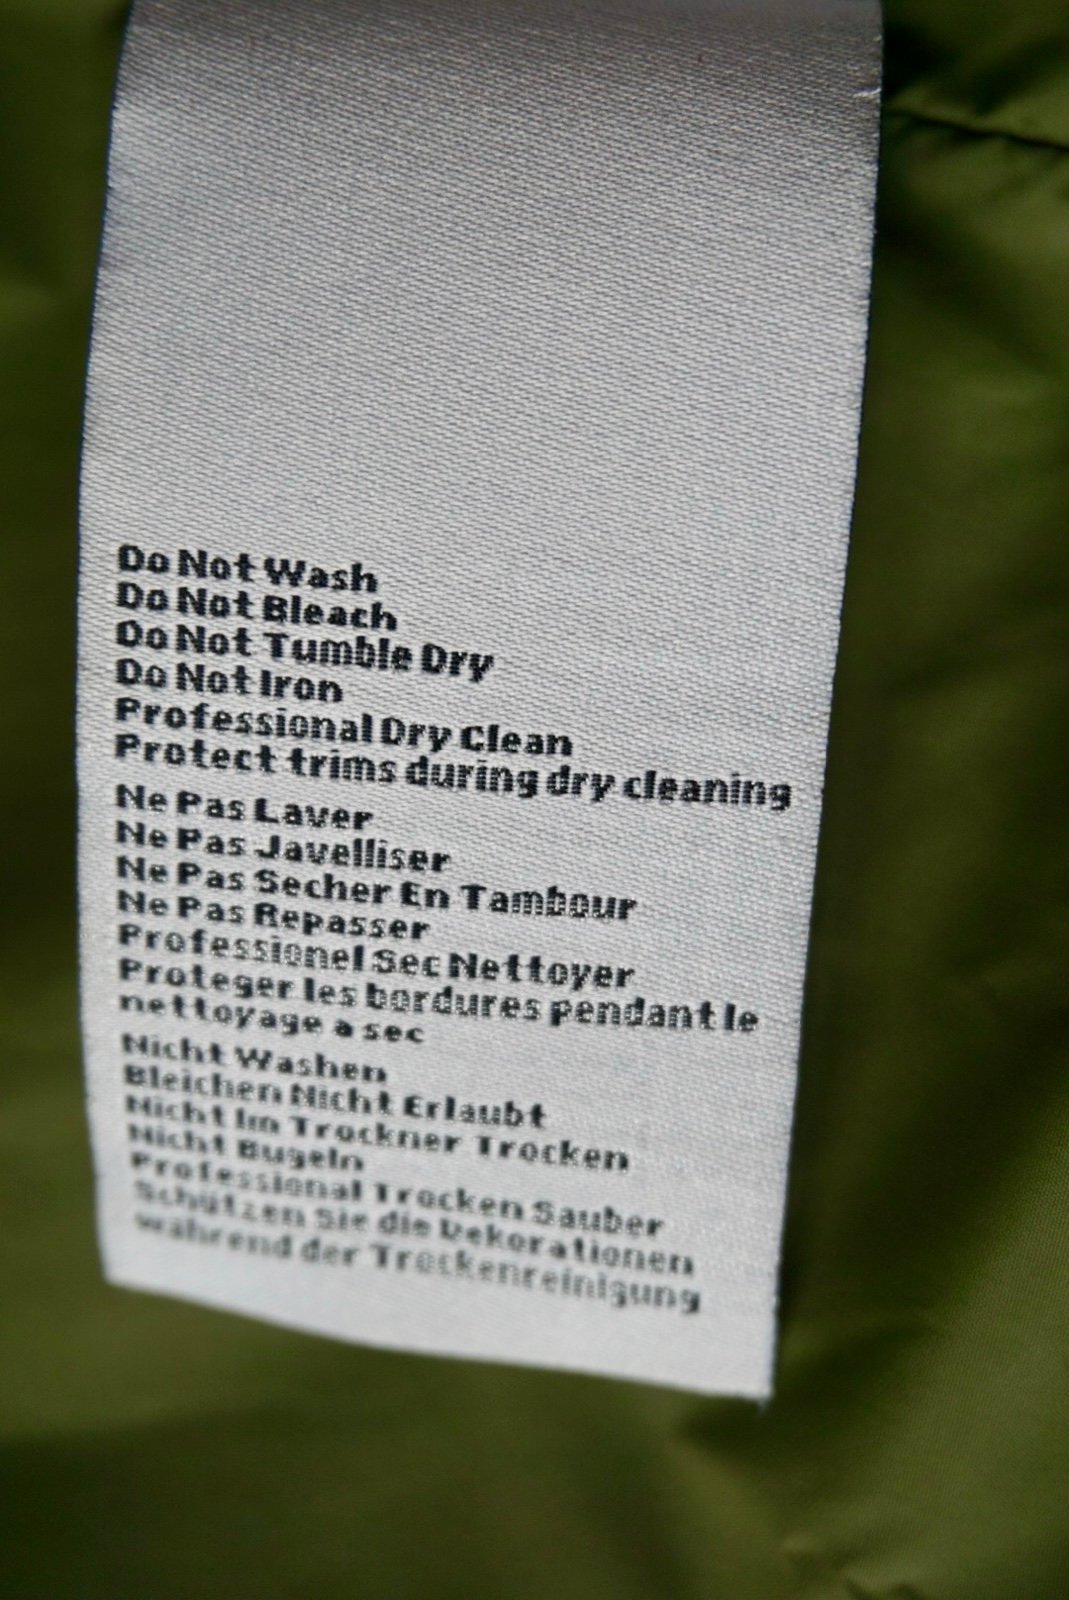 Do Not Wash
Do Not Bleach
Do Not Tumble Dry
Do Not Iron
Professional Dry Clean
Protect trims during dry cleaning
Ne Pas Laver
Ne Pas Javelliser
Ne Pas Secher En Tambour
Ne Pas Repasser
Professionel Sec Nettoyer
Proteger les bordures pendant le
nettoyage a sec
Nicht Washen
Bleichen Nicht Erlaubt
Nicht Im Trockner Trocken
Nicht Bugeln
Professional Trocken Sauber
Schützen Sie die Dekorationen
während der Trockenreinigung